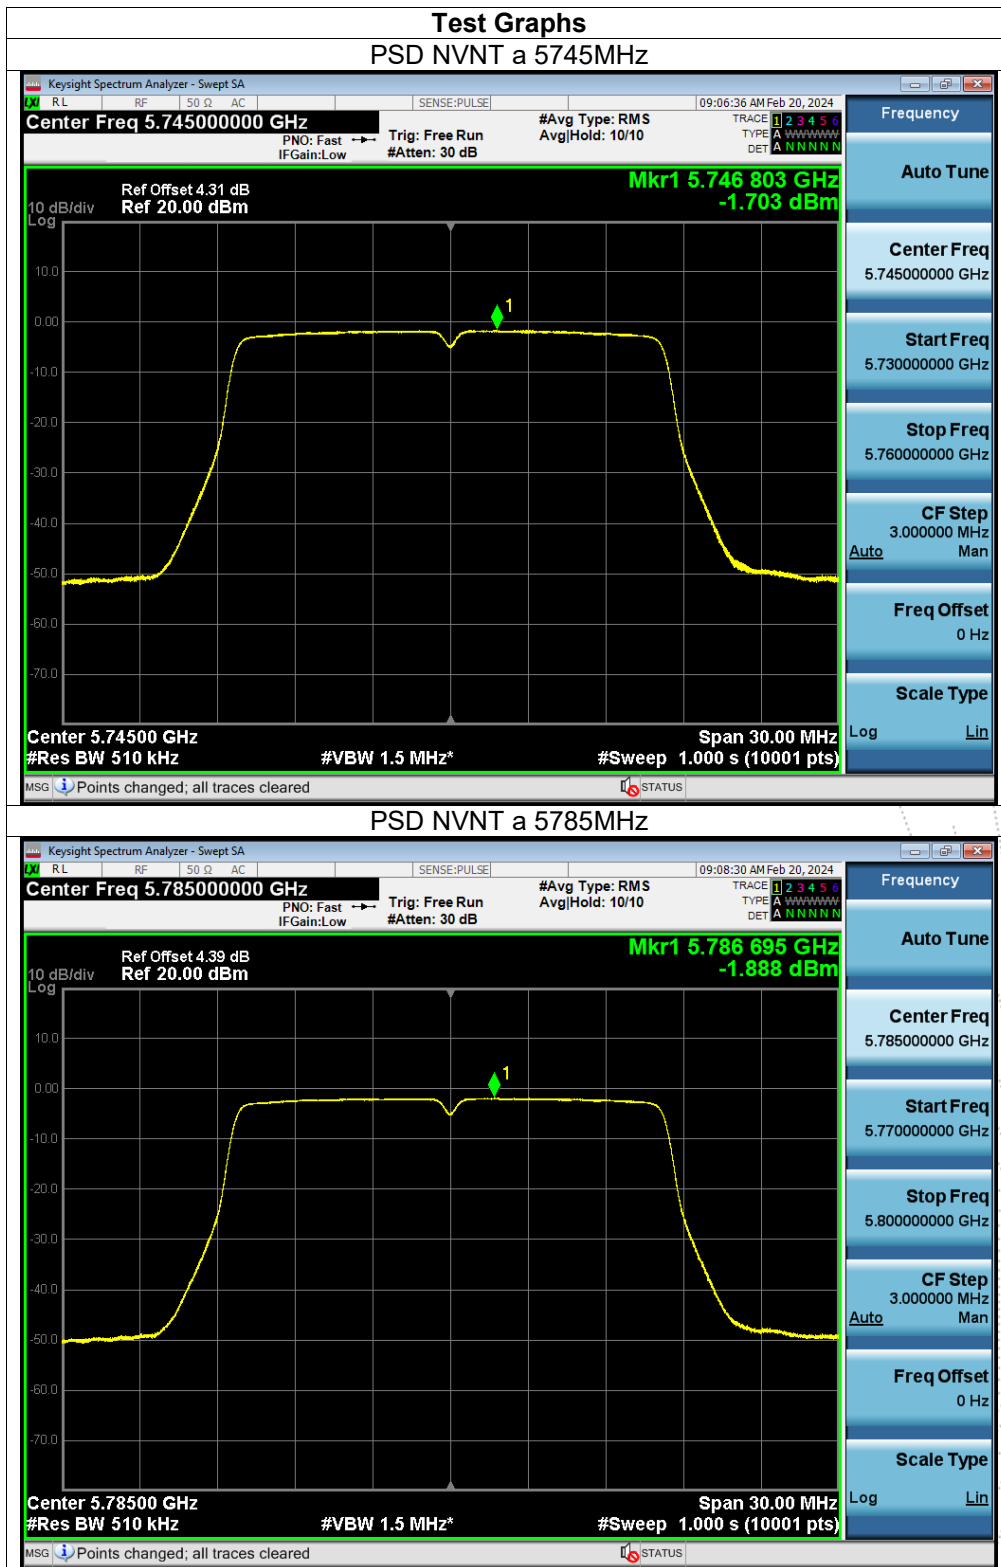 Test Graphs
PSD NVNT a 5745MHz
Keysight Spectrum Analyzer - Swept SA
LXI RL RF 50 Ω AC SENSE:PULSE 09:06:36 AM Feb 20, 2024
Center Freq 5.745000000 GHz
PNO: Fast
IFGain:Low
Trig: Free Run
#Atten: 30 dB
#Avg Type: RMS
Avg|Hold: 10/10
TRACE 1 2 3 4 5 6
TYPE A WWWWW
DET A N N N N N
Frequency
Auto Tune
Center Freq
5.745000000 GHz
Start Freq
5.730000000 GHz
Stop Freq
5.760000000 GHz
CF Step
3.000000 MHz
Auto Man
Freq Offset
0 Hz
Scale Type
Log Lin
Mkr1 5.746 803 GHz
-1.703 dBm
Ref Offset 4.31 dB
10 dB/div Ref 20.00 dBm
Log
10.0
0.00
-10.0
-20.0
-30.0
-40.0
-50.0
-60.0
-70.0
1
Center 5.74500 GHz Span 30.00 MHz
#Res BW 510 kHz #VBW 1.5 MHz* #Sweep 1.000 s (10001 pts)
MSG Points changed; all traces cleared STATUS
PSD NVNT a 5785MHz
Keysight Spectrum Analyzer - Swept SA
LXI RL RF 50 Ω AC SENSE:PULSE 09:08:30 AM Feb 20, 2024
Center Freq 5.785000000 GHz
PNO: Fast
IFGain:Low
Trig: Free Run
#Atten: 30 dB
#Avg Type: RMS
Avg|Hold: 10/10
TRACE 1 2 3 4 5 6
TYPE A WWWWW
DET A N N N N N
Frequency
Auto Tune
Center Freq
5.785000000 GHz
Start Freq
5.770000000 GHz
Stop Freq
5.800000000 GHz
CF Step
3.000000 MHz
Auto Man
Freq Offset
0 Hz
Scale Type
Log Lin
Mkr1 5.786 695 GHz
-1.888 dBm
Ref Offset 4.39 dB
10 dB/div Ref 20.00 dBm
Log
10.0
0.00
-10.0
-20.0
-30.0
-40.0
-50.0
-60.0
-70.0
1
Center 5.78500 GHz Span 30.00 MHz
#Res BW 510 kHz #VBW 1.5 MHz* #Sweep 1.000 s (10001 pts)
MSG Points changed; all traces cleared STATUS